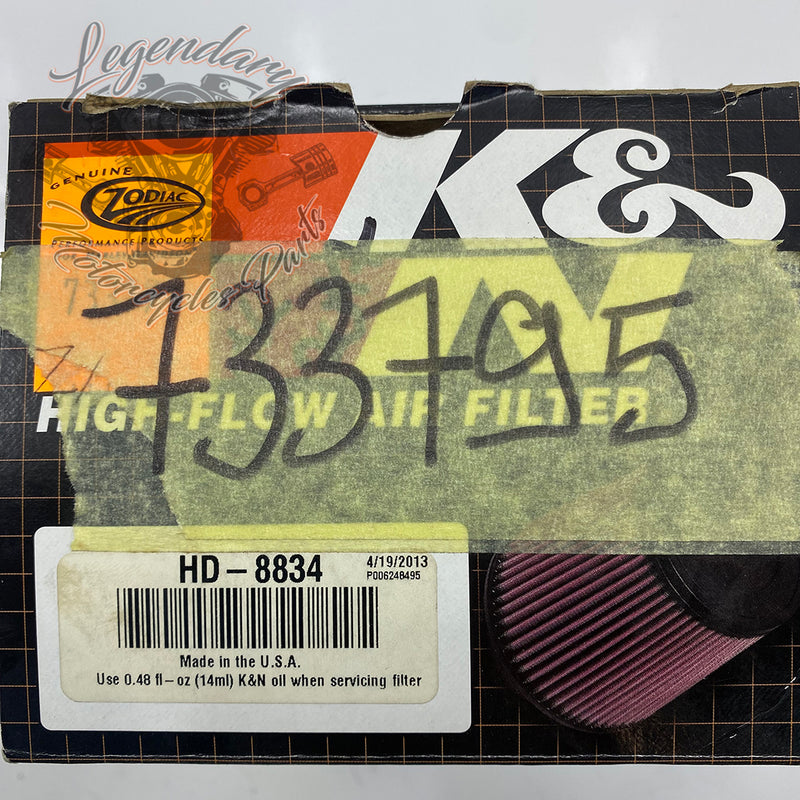 Legendary
Motorcycles Parts
GENUINE
ZODIAC
PERFORMANCE PRODUCTS
K&N
733795
HIGH-FLOW AIR FILTER
HD-8834
4/19/2013
P006248495
Made in the U.S.A.
Use 0.48 fl-oz (14ml) K&N oil when servicing filter